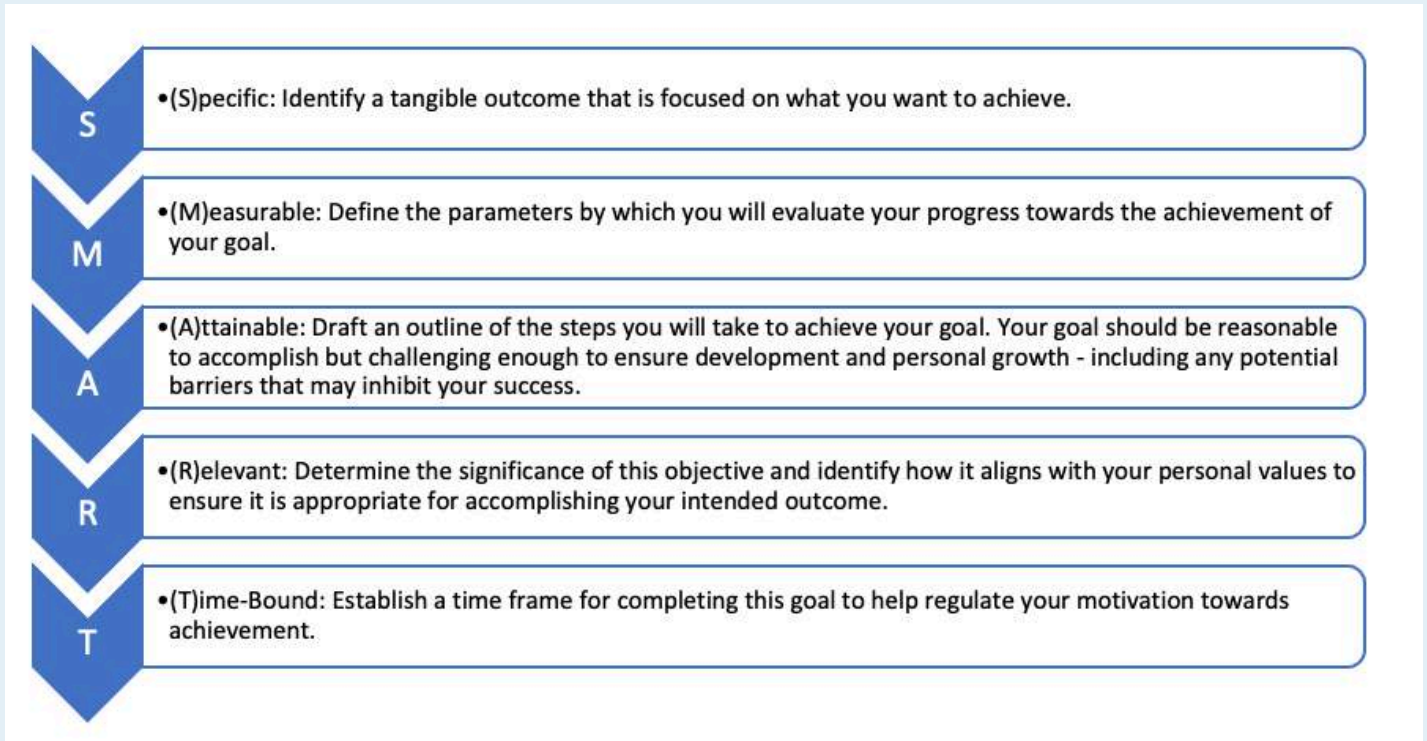 S
•(S)pecific: Identify a tangible outcome that is focused on what you want to achieve.
M
•(M)easurable: Define the parameters by which you will evaluate your progress towards the achievement of
your goal.
A
•(A)ttainable: Draft an outline of the steps you will take to achieve your goal. Your goal should be reasonable
to accomplish but challenging enough to ensure development and personal growth - including any potential
barriers that may inhibit your success.
R
•(R)elevant: Determine the significance of this objective and identify how it aligns with your personal values to
ensure it is appropriate for accomplishing your intended outcome.
T
•(T)ime-Bound: Establish a time frame for completing this goal to help regulate your motivation towards
achievement.